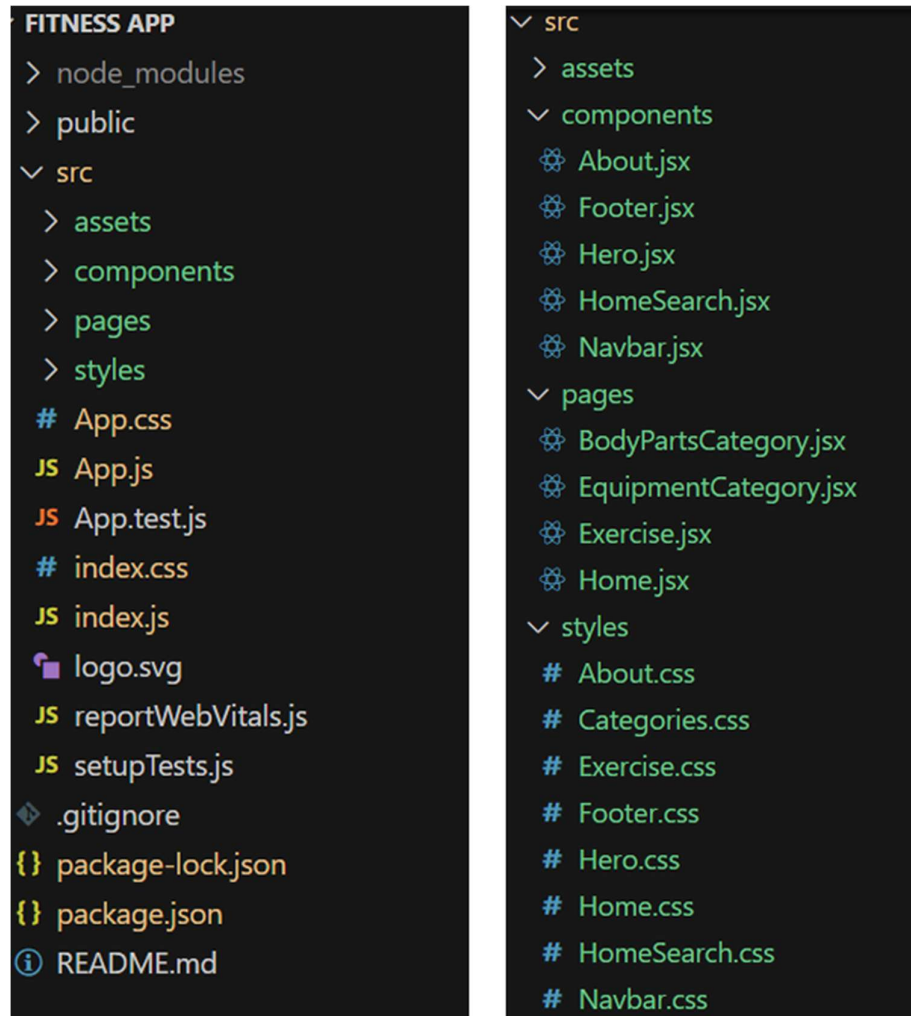 FITNESS APP
node_modules
public
src
assets
components
pages
styles
# App.css
JS App.js
JS App.test.js
# index.css
JS index.js
logo.svg
JS reportWebVitals.js
JS setupTests.js
.gitignore
{} package-lock.json
{} package.json
README.md
src
assets
components
About.jsx
Footer.jsx
Hero.jsx
HomeSearch.jsx
Navbar.jsx
pages
BodyPartsCategory.jsx
EquipmentCategory.jsx
Exercise.jsx
Home.jsx
styles
# About.css
# Categories.css
# Exercise.css
# Footer.css
# Hero.css
# Home.css
# HomeSearch.css
# Navbar.css